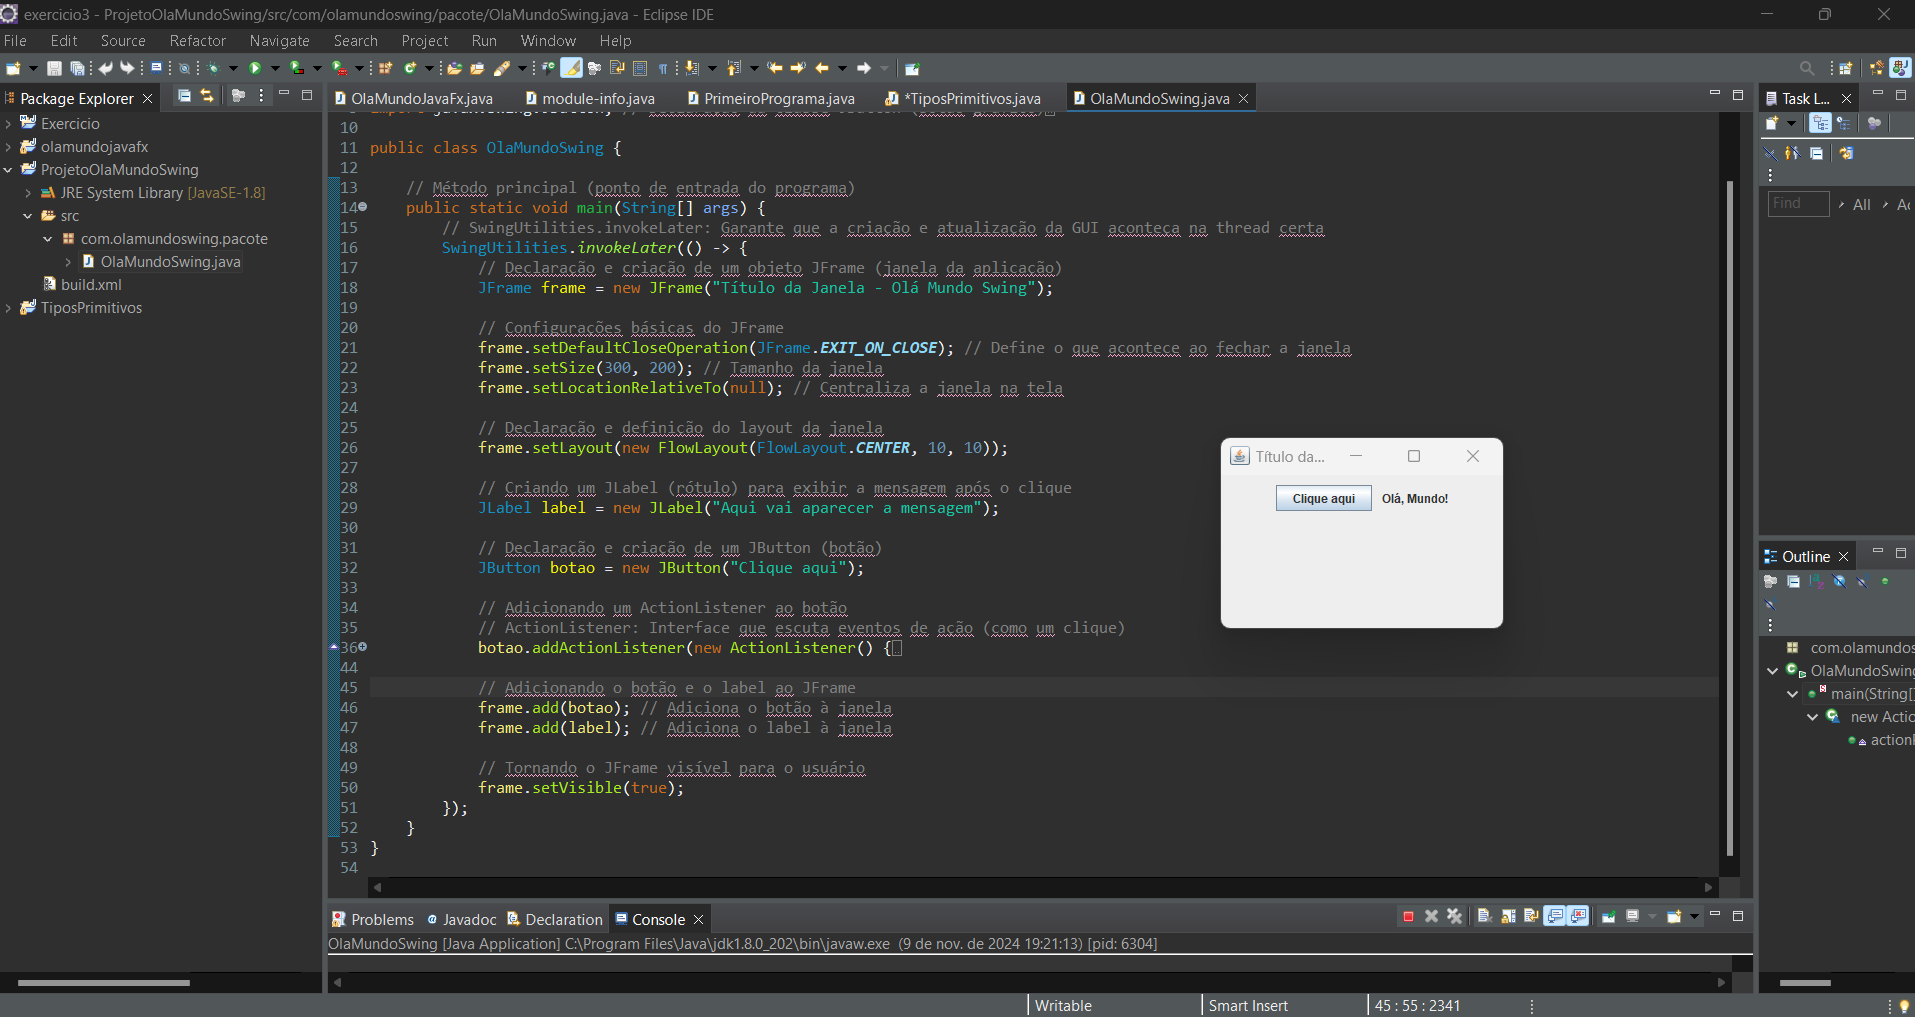 exercicio3 - ProjetoOlaMundoSwing/src/com/olamundoswing/pacote/OlaMundoSwing.java - Eclipse IDE
File Edit Source Refactor Navigate Search Project Run Window Help
Package Explorer
Exercicio
olamundojavafx
ProjetoOlaMundoSwing
JRE System Library [JavaSE-1.8]
src
com.olamundoswing.pacote
OlaMundoSwing.java
build.xml
TiposPrimitivos
OlaMundoJavaFx.java module-info.java PrimeiroPrograma.java *TiposPrimitivos.java OlaMundoSwing.java
10
11 public class OlaMundoSwing {
12
13 // Método principal (ponto de entrada do programa)
14 public static void main(String[] args) {
15 // SwingUtilities.invokeLater: Garante que a criação e atualização da GUI aconteça na thread certa
16 SwingUtilities.invokeLater(() -> {
17 // Declaração e criação de um objeto JFrame (janela da aplicação)
18 JFrame frame = new JFrame("Título da Janela - Olá Mundo Swing");
19
20 // Configurações básicas do JFrame
21 frame.setDefaultCloseOperation(JFrame.EXIT_ON_CLOSE); // Define o que acontece ao fechar a janela
22 frame.setSize(300, 200); // Tamanho da janela
23 frame.setLocationRelativeTo(null); // Centraliza a janela na tela
24
25 // Declaração e definição do layout da janela
26 frame.setLayout(new FlowLayout(FlowLayout.CENTER, 10, 10));
27
28 // Criando um JLabel (rótulo) para exibir a mensagem após o clique
29 JLabel label = new JLabel("Aqui vai aparecer a mensagem");
30
31 // Declaração e criação de um JButton (botão)
32 JButton botao = new JButton("Clique aqui");
33
34 // Adicionando um ActionListener ao botão
35 // ActionListener: Interface que escuta eventos de ação (como um clique)
36 botao.addActionListener(new ActionListener() {
44
45 // Adicionando o botão e o label ao JFrame
46 frame.add(botao); // Adiciona o botão à janela
47 frame.add(label); // Adiciona o label à janela
48
49 // Tornando o JFrame visível para o usuário
50 frame.setVisible(true);
51 });
52 }
53 }
54
Título da...
Clique aqui Olá, Mundo!
Task L...
Find All Ac
Outline
com.olamundos
OlaMundoSwing
main(String[]
new Actio
actionI
Problems Javadoc Declaration Console
OlaMundoSwing [Java Application] C:\Program Files\Java\jdk1.8.0_202\bin\javaw.exe (9 de nov. de 2024 19:21:13) [pid: 6304]
Writable Smart Insert 45 : 55 : 2341